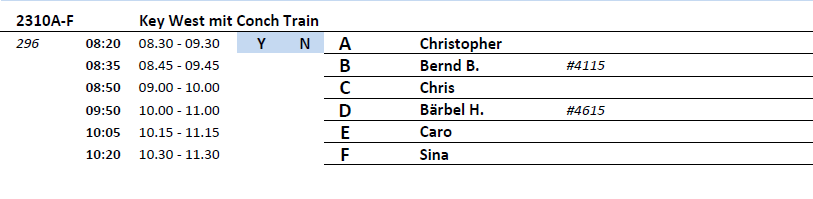 2310A-F Key West mit Conch Train
296 08:20 08.30 - 09.30 Y N A Christopher
08:35 08.45 - 09.45 B Bernd B. #4115
08:50 09.00 - 10.00 C Chris
09:50 10.00 - 11.00 D Bärbel H. #4615
10:05 10.15 - 11.15 E Caro
10:20 10.30 - 11.30 F Sina